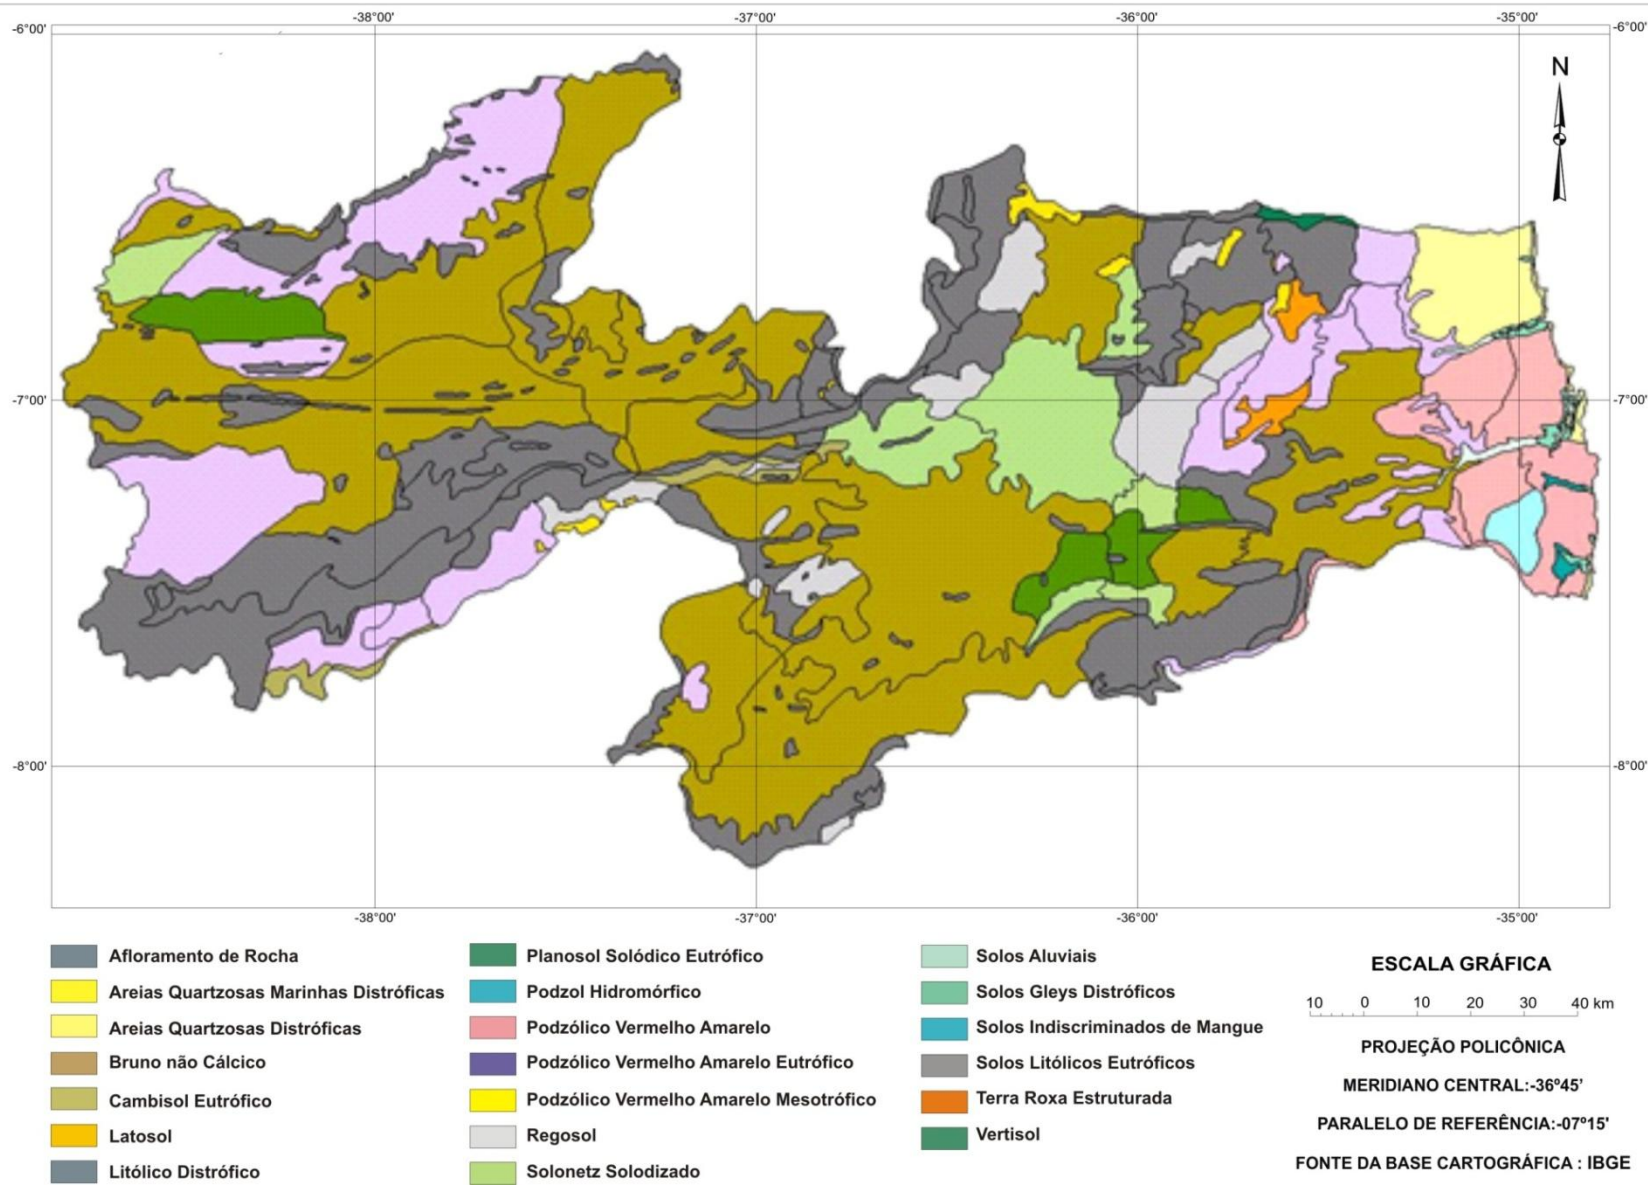 -38°00'
-37°00'
-36°00'
-35°00'
-6°00'
-6°00'
N
-7°00'
-7°00'
-8°00'
-8°00'
-38°00'
-37°00'
-36°00'
-35°00'
Afloramento de Rocha
Areias Quartzosas Marinhas Distróficas
Areias Quartzosas Distróficas
Bruno não Cálcico
Cambisol Eutrófico
Latosol
Litólico Distrófico
Planosol Solódico Eutrófico
Podzol Hidromórfico
Podzólico Vermelho Amarelo
Podzólico Vermelho Amarelo Eutrófico
Podzólico Vermelho Amarelo Mesotrófico
Regosol
Solonetz Solodizado
Solos Aluviais
Solos Gleys Distróficos
Solos Indiscriminados de Mangue
Solos Litólicos Eutróficos
Terra Roxa Estruturada
Vertisol
ESCALA GRÁFICA
10 0 10 20 30 40 km
PROJEÇÃO POLICÔNICA
MERIDIANO CENTRAL:-36º45'
PARALELO DE REFERÊNCIA:-07º15'
FONTE DA BASE CARTOGRÁFICA : IBGE